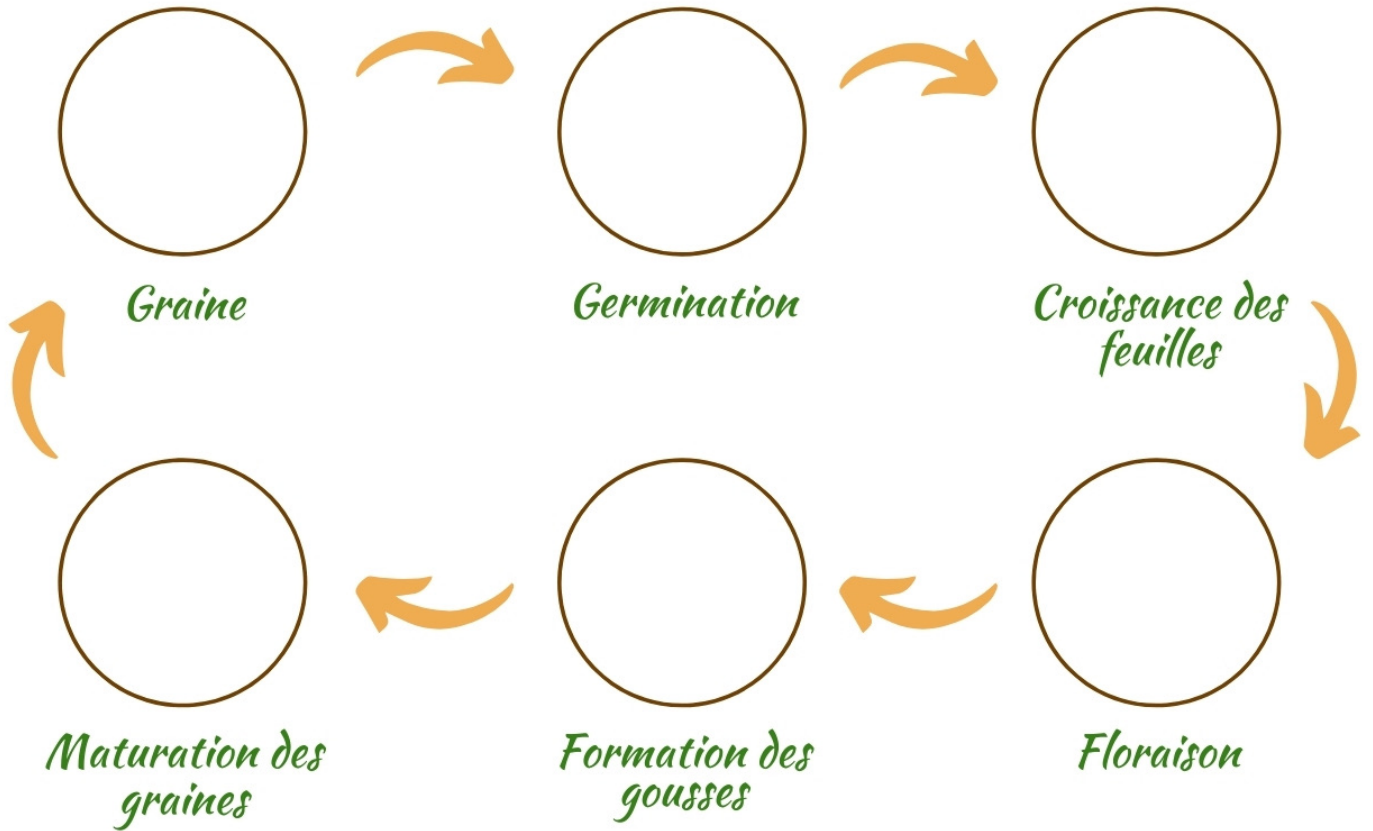 Graine
Germination
Croissance des
feuilles
Maturation des
graines
Formation des
gousses
Floraison